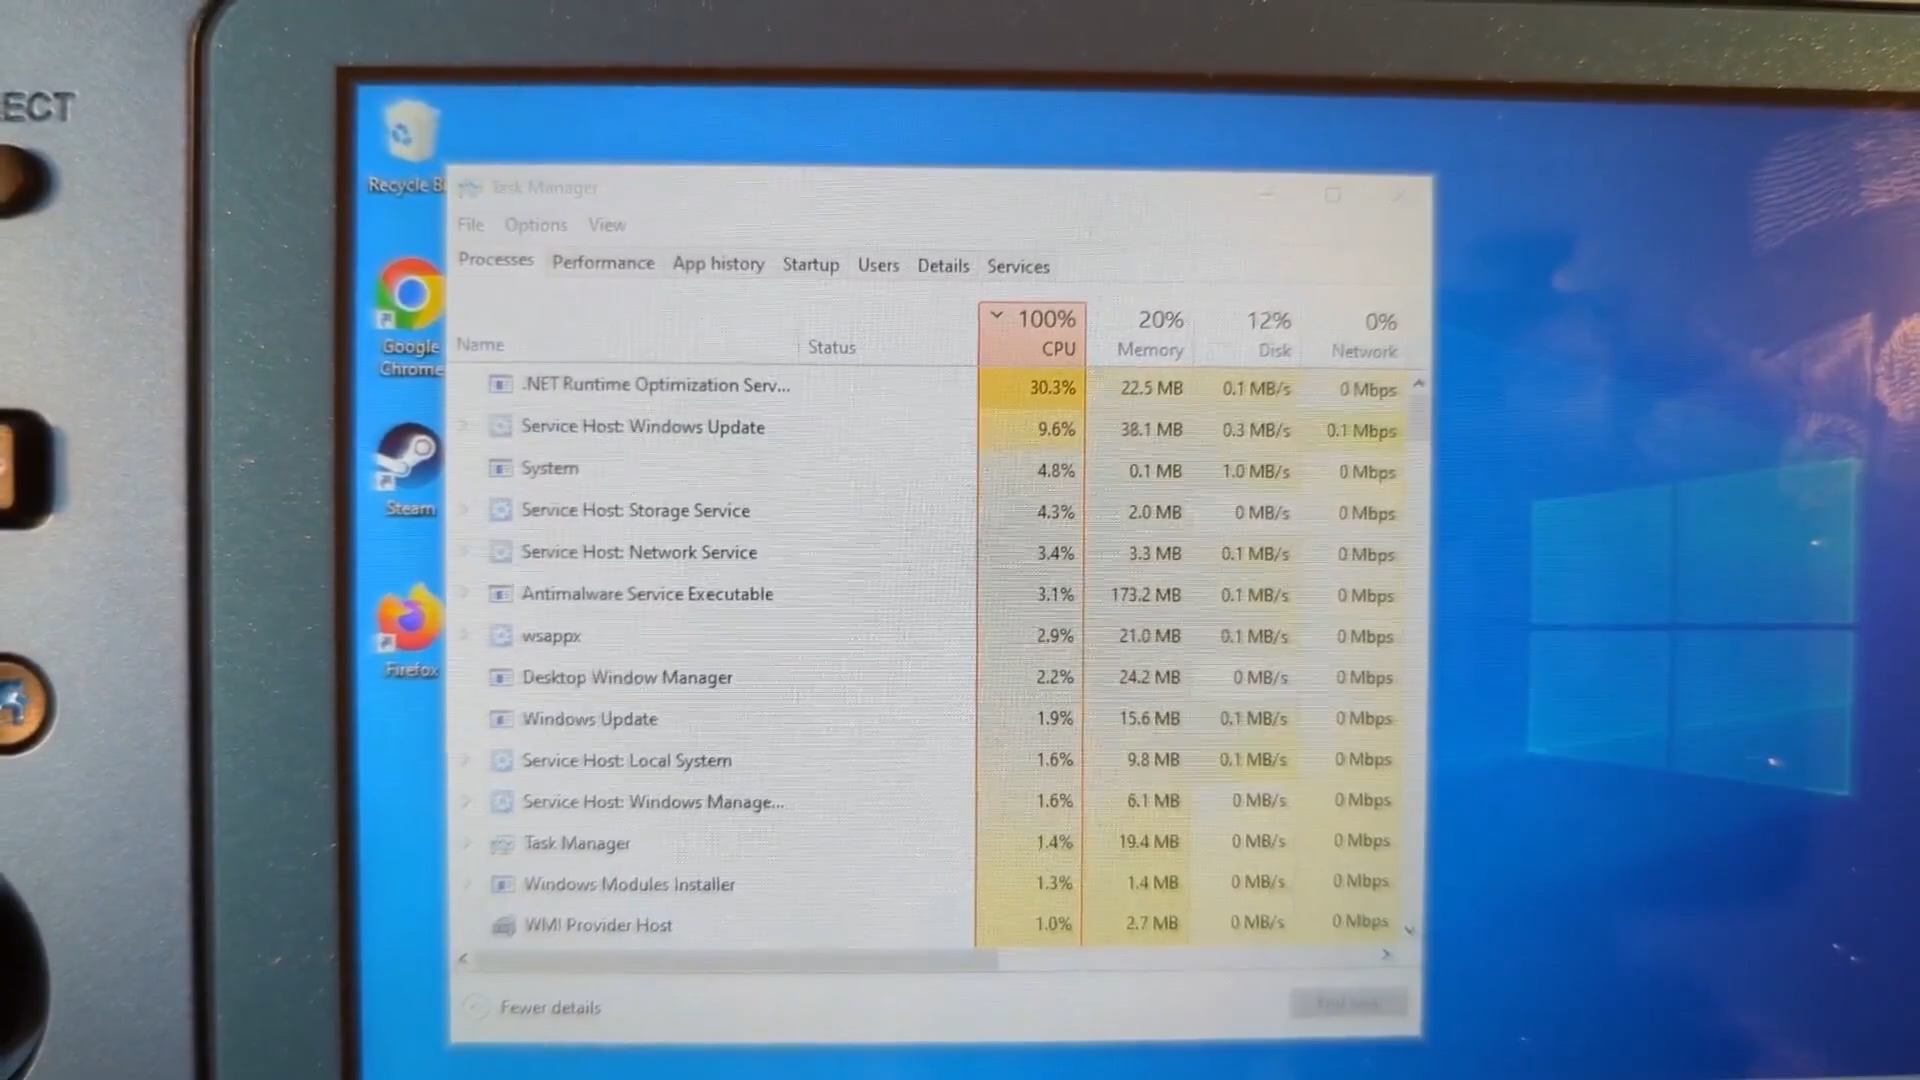 ECT
Recycle B
Task Manager
File Options View
Processes Performance App history Startup Users Details Services
100% 20% 12% 0%
Name Status CPU Memory Disk Network
.NET Runtime Optimization Serv... 30.3% 22.5 MB 0.1 MB/s 0 Mbps
Service Host: Windows Update 9.6% 38.1 MB 0.3 MB/s 0.1 Mbps
System 4.8% 0.1 MB 1.0 MB/s 0 Mbps
Service Host: Storage Service 4.3% 2.0 MB 0 MB/s 0 Mbps
Service Host: Network Service 3.4% 3.3 MB 0.1 MB/s 0 Mbps
Antimalware Service Executable 3.1% 173.2 MB 0.1 MB/s 0 Mbps
wsappx 2.9% 21.0 MB 0.1 MB/s 0 Mbps
Desktop Window Manager 2.2% 24.2 MB 0 MB/s 0 Mbps
Windows Update 1.9% 15.6 MB 0.1 MB/s 0 Mbps
Service Host: Local System 1.6% 9.8 MB 0.1 MB/s 0 Mbps
Service Host: Windows Manage... 1.6% 6.1 MB 0 MB/s 0 Mbps
Task Manager 1.4% 19.4 MB 0 MB/s 0 Mbps
Windows Modules Installer 1.3% 1.4 MB 0 MB/s 0 Mbps
WMI Provider Host 1.0% 2.7 MB 0 MB/s 0 Mbps
Fewer details
Google
Chrome
Steam
Firefox